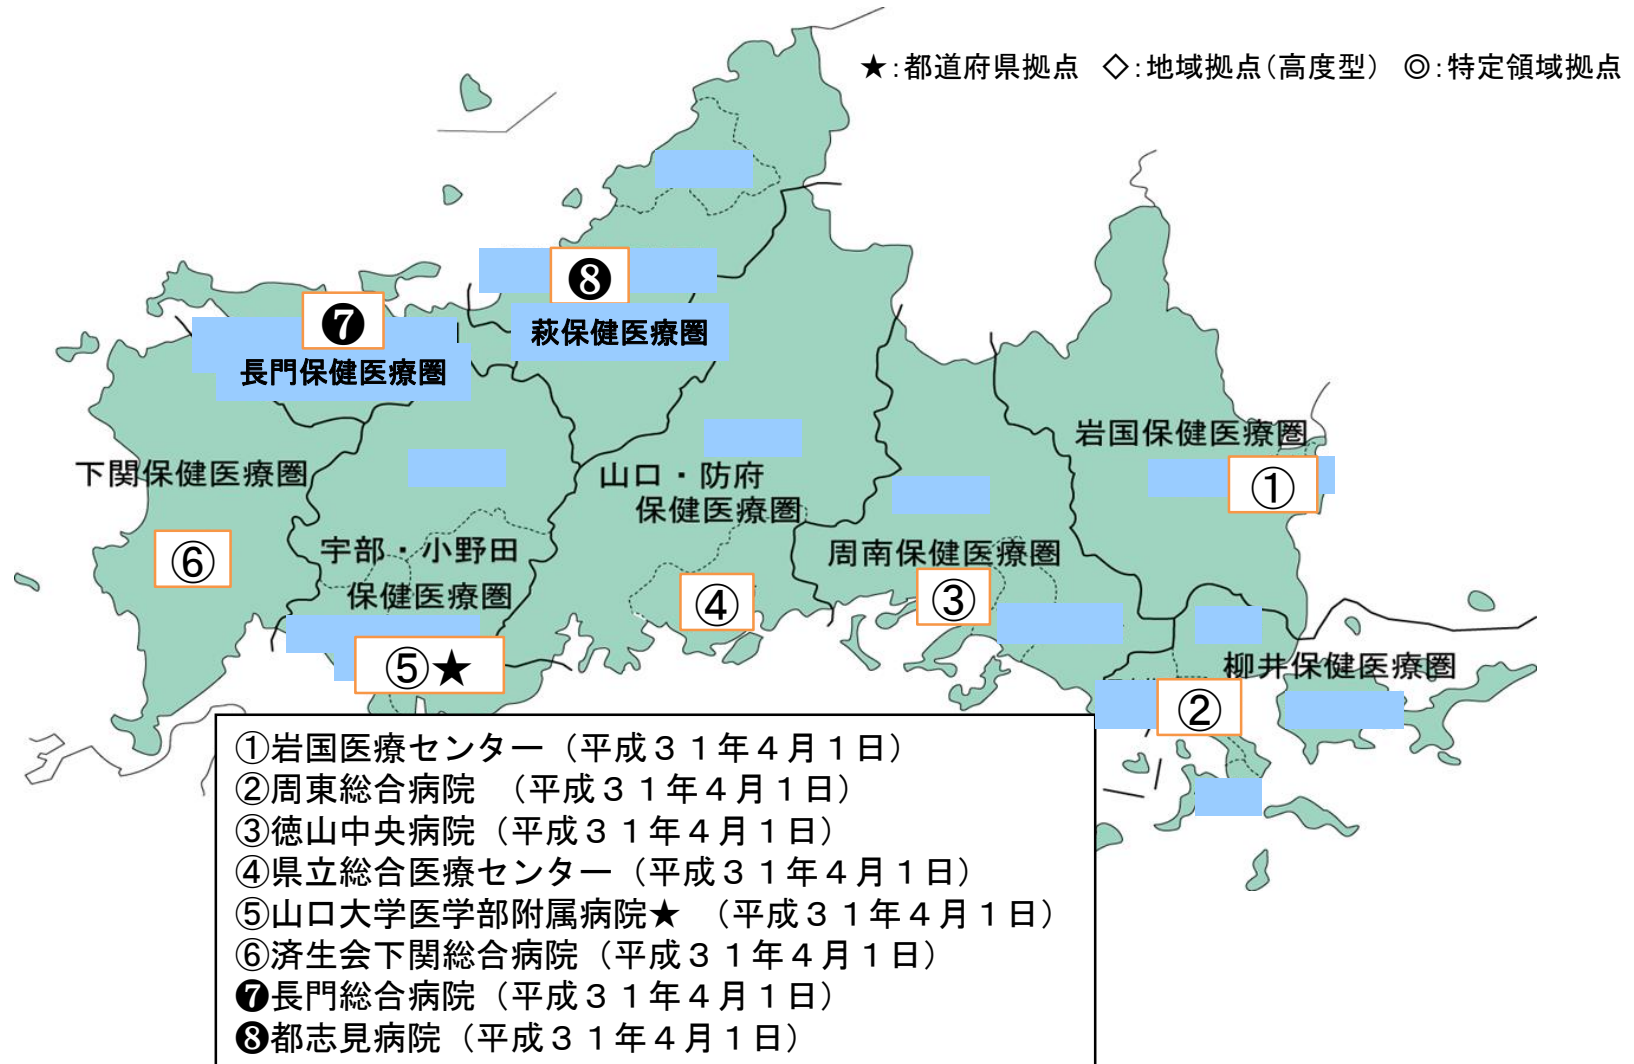 ★：都道府県拠点　◇：地域拠点（高度型）　◎：特定領域拠点
❽
萩保健医療圏
❼
長門保健医療圏
岩国保健医療圏
①
下関保健医療圏
山口・防府
保健医療圏
⑥
宇部・小野田
保健医療圏
周南保健医療圏
④
③
⑤★
柳井保健医療圏
②
①岩国医療センター（平成３１年４月１日）
②周東総合病院　（平成３１年４月１日）
③徳山中央病院（平成３１年４月１日）
④県立総合医療センター（平成３１年４月１日）
⑤山口大学医学部附属病院★　（平成３１年４月１日）
⑥済生会下関総合病院（平成３１年４月１日）
❼長門総合病院（平成３１年４月１日）
❽都志見病院（平成３１年４月１日）